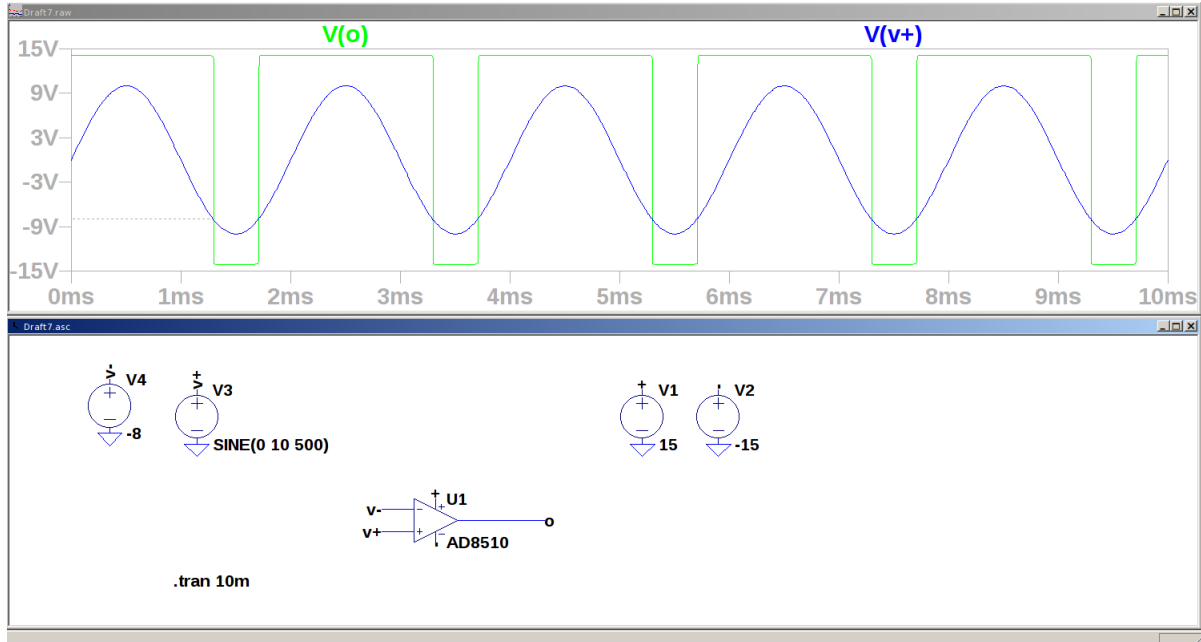 Draft7.raw
V(o) V(v+)
15V
9V
3V
-3V
-9V
-15V
0ms 1ms 2ms 3ms 4ms 5ms 6ms 7ms 8ms 9ms 10ms
Draft7.asc
v- V4
-8
v+ V3
SINE(0 10 500)
+ V1
15
- V2
-15
v-
v+
+ U1
- AD8510
o
.tran 10m